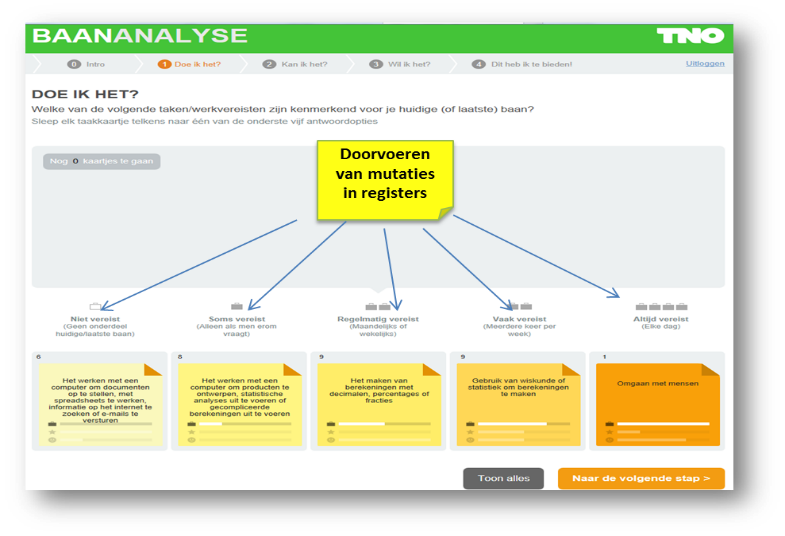 BAANANALYSE
TNO
0 Intro
1 Doe ik het?
2 Kan ik het?
3 Wil ik het?
4 Dit heb ik te bieden!
Uitloggen
DOE IK HET?
Welke van de volgende taken/werkvereisten zijn kenmerkend voor je huidige (of laatste) baan?
Sleep elk taakkaartje telkens naar één van de onderste vijf antwoordopties
Nog 0 kaartjes te gaan
Doorvoeren
van mutaties
in registers
Niet vereist
(Geen onderdeel
huidige/laatste baan)
Soms vereist
(Alleen als men erom
vraagt)
Regelmatig vereist
(Maandelijks of
wekelijks)
Vaak vereist
(Meerdere keer per
week)
Altijd vereist
(Elke dag)
6
Het werken met een
computer om documenten
op te stellen, met
spreadsheets te werken,
informatie op het internet te
zoeken of e-mails te
versturen
8
Het werken met een
computer om producten te
ontwerpen, statistische
analyses uit te voeren of
gecompliceerde
berekeningen uit te voeren
9
Het maken van
berekeningen met
decimalen, percentages of
fracties
9
Gebruik van wiskunde of
statistiek om berekeningen
te maken
1
Omgaan met mensen
Toon alles
Naar de volgende stap >